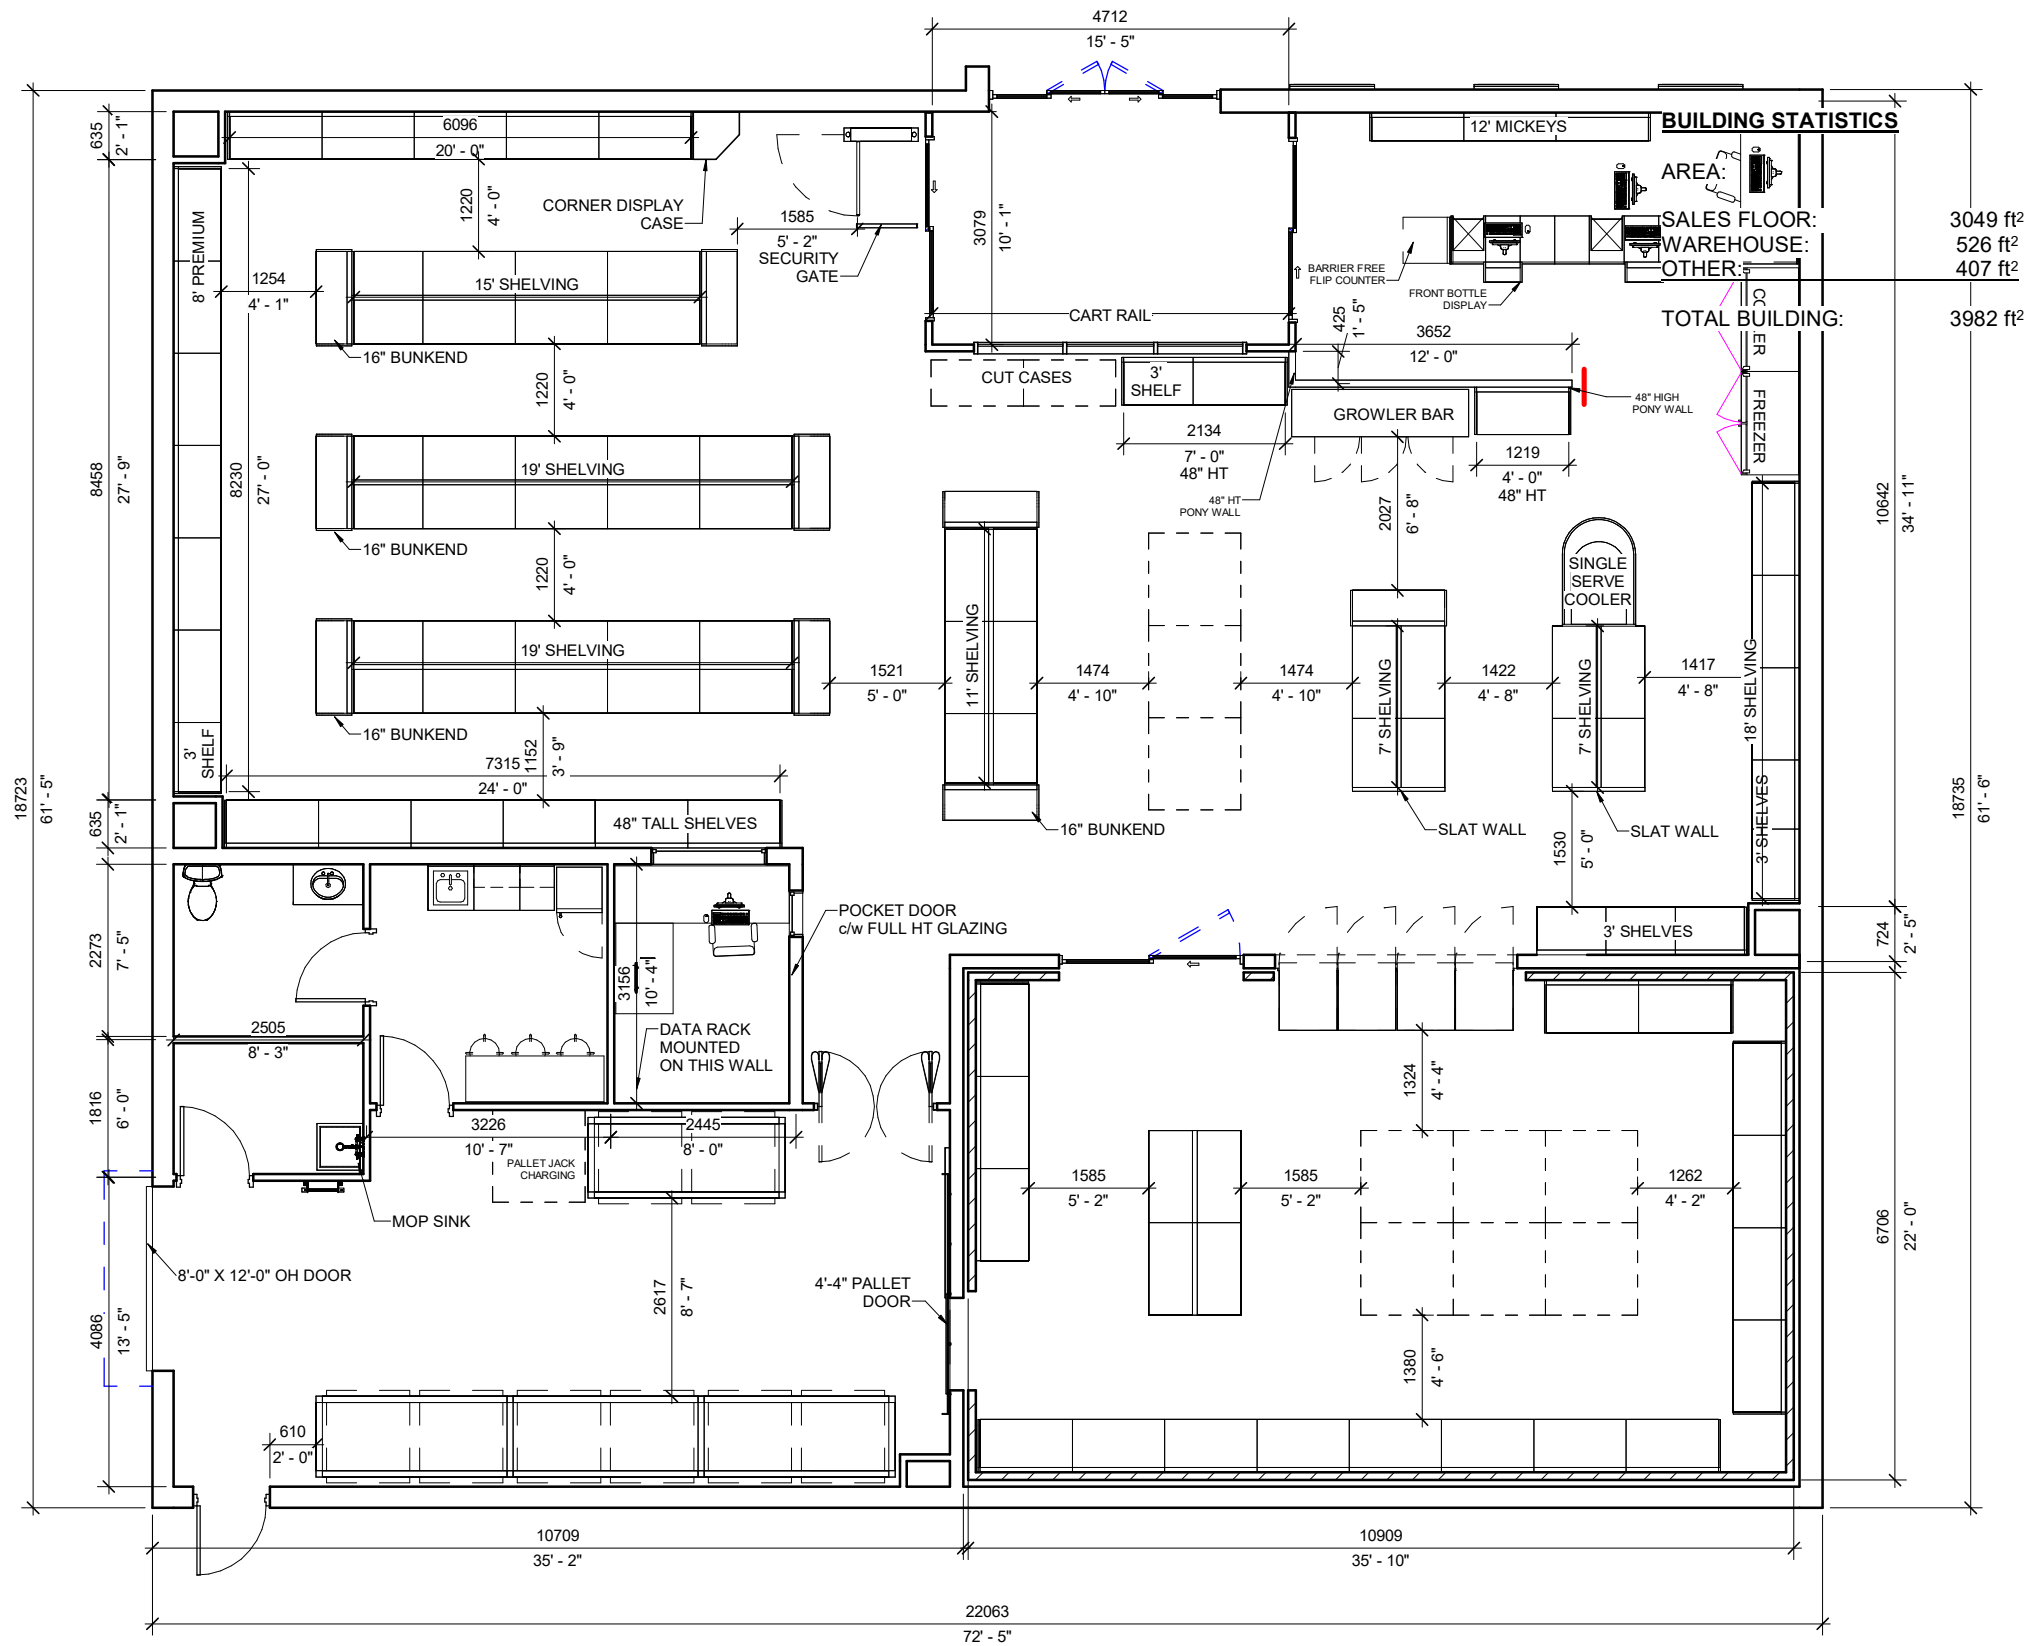 4712
15' - 5"
635
2' - 1"
6096
20' - 0"
12' MICKEYS
BUILDING STATISTICS
AREA:
SALES FLOOR: 3049 ft²
WAREHOUSE: 526 ft²
OTHER: 407 ft²
TOTAL BUILDING: 3982 ft²
8' PREMIUM
1220
4' - 0"
CORNER DISPLAY
CASE
1585
5' - 2"
SECURITY
GATE
3079
10' - 1"
BARRIER FREE
FLIP COUNTER
FRONT BOTTLE
DISPLAY
1254
4' - 1"
15' SHELVING
16" BUNKEND
CART RAIL
425
1' - 5"
3652
12' - 0"
CUT CASES
3'
SHELF
GROWLER BAR
48" HIGH
PONY WALL
FREEZER
1220
4' - 0"
2134
7' - 0"
48" HT
1219
4' - 0"
48" HT
48" HT
PONY WALL
2027
6' - 8"
8458
27' - 9"
8230
27' - 0"
19' SHELVING
16" BUNKEND
1220
4' - 0"
10642
34' - 11"
SINGLE
SERVE
COOLER
19' SHELVING
16" BUNKEND
1521
5' - 0"
11' SHELVING
1474
4' - 10"
1474
4' - 10"
7' SHELVING
1422
4' - 8"
7' SHELVING
1417
4' - 8"
18' SHELVING
3' SHELVES
3'
SHELF
1152
3' - 9"
7315
24' - 0"
18723
61' - 5"
18735
61' - 6"
635
2' - 1"
48" TALL SHELVES
16" BUNKEND
SLAT WALL
SLAT WALL
1530
5' - 0"
2273
7' - 5"
POCKET DOOR
c/w FULL HT GLAZING
3' SHELVES
724
2' - 5"
3156
10' - 4"
DATA RACK
MOUNTED
ON THIS WALL
2505
8' - 3"
1816
6' - 0"
3226
10' - 7"
2445
8' - 0"
PALLET JACK
CHARGING
1324
4' - 4"
1585
5' - 2"
1585
5' - 2"
1262
4' - 2"
6706
22' - 0"
MOP SINK
8'-0" X 12'-0" OH DOOR
4086
13' - 5"
2617
8' - 7"
4'-4" PALLET
DOOR
1380
4' - 6"
610
2' - 0"
10709
35' - 2"
10909
35' - 10"
22063
72' - 5"